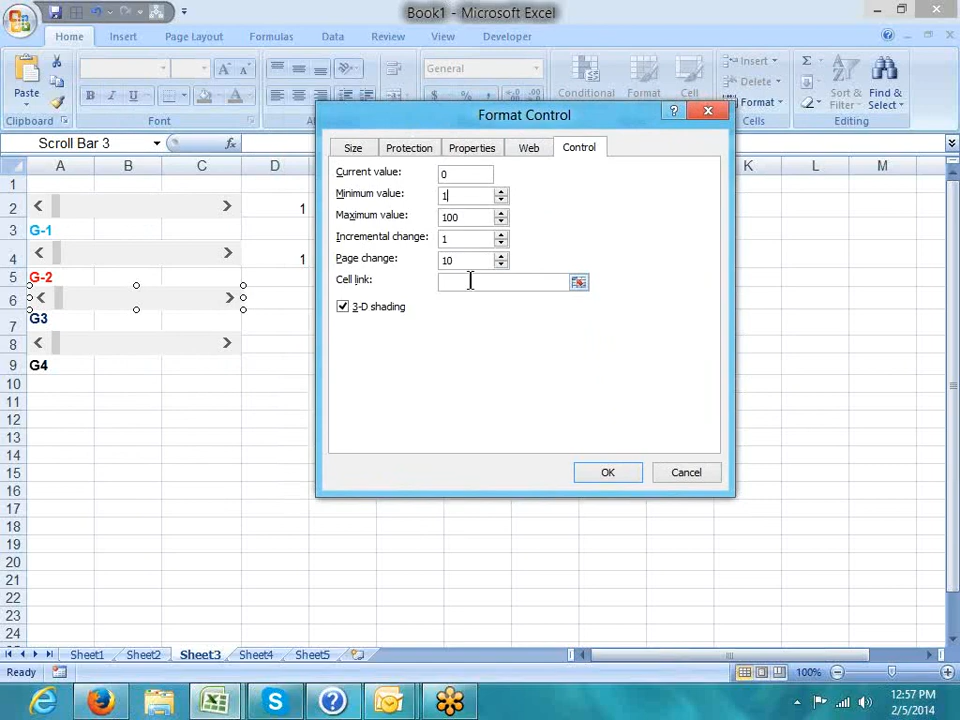 Book1 - Microsoft Excel
Home Insert Page Layout Formulas Data Review View Developer
Paste
B I U
A A
General
$ %
Conditional Format Cell
Insert
Delete
Format
Sort & Find &
Filter Select
Clipboard Font Cells Editing
Scroll Bar 3 fx
A B C D K L M
1
2 1
3 G-1
4 1
5 G-2
6
7 G3
8
9 G4
10
11
12
13
14
15
16
17
18
19
20
21
22
23
24
Format Control
?
Size Protection Properties Web Control
Current value: 0
Minimum value: 1
Maximum value: 100
Incremental change: 1
Page change: 10
Cell link:
3-D shading
OK Cancel
Sheet1 Sheet2 Sheet3 Sheet4 Sheet5
Ready 100%
12:57 PM
2/5/2014